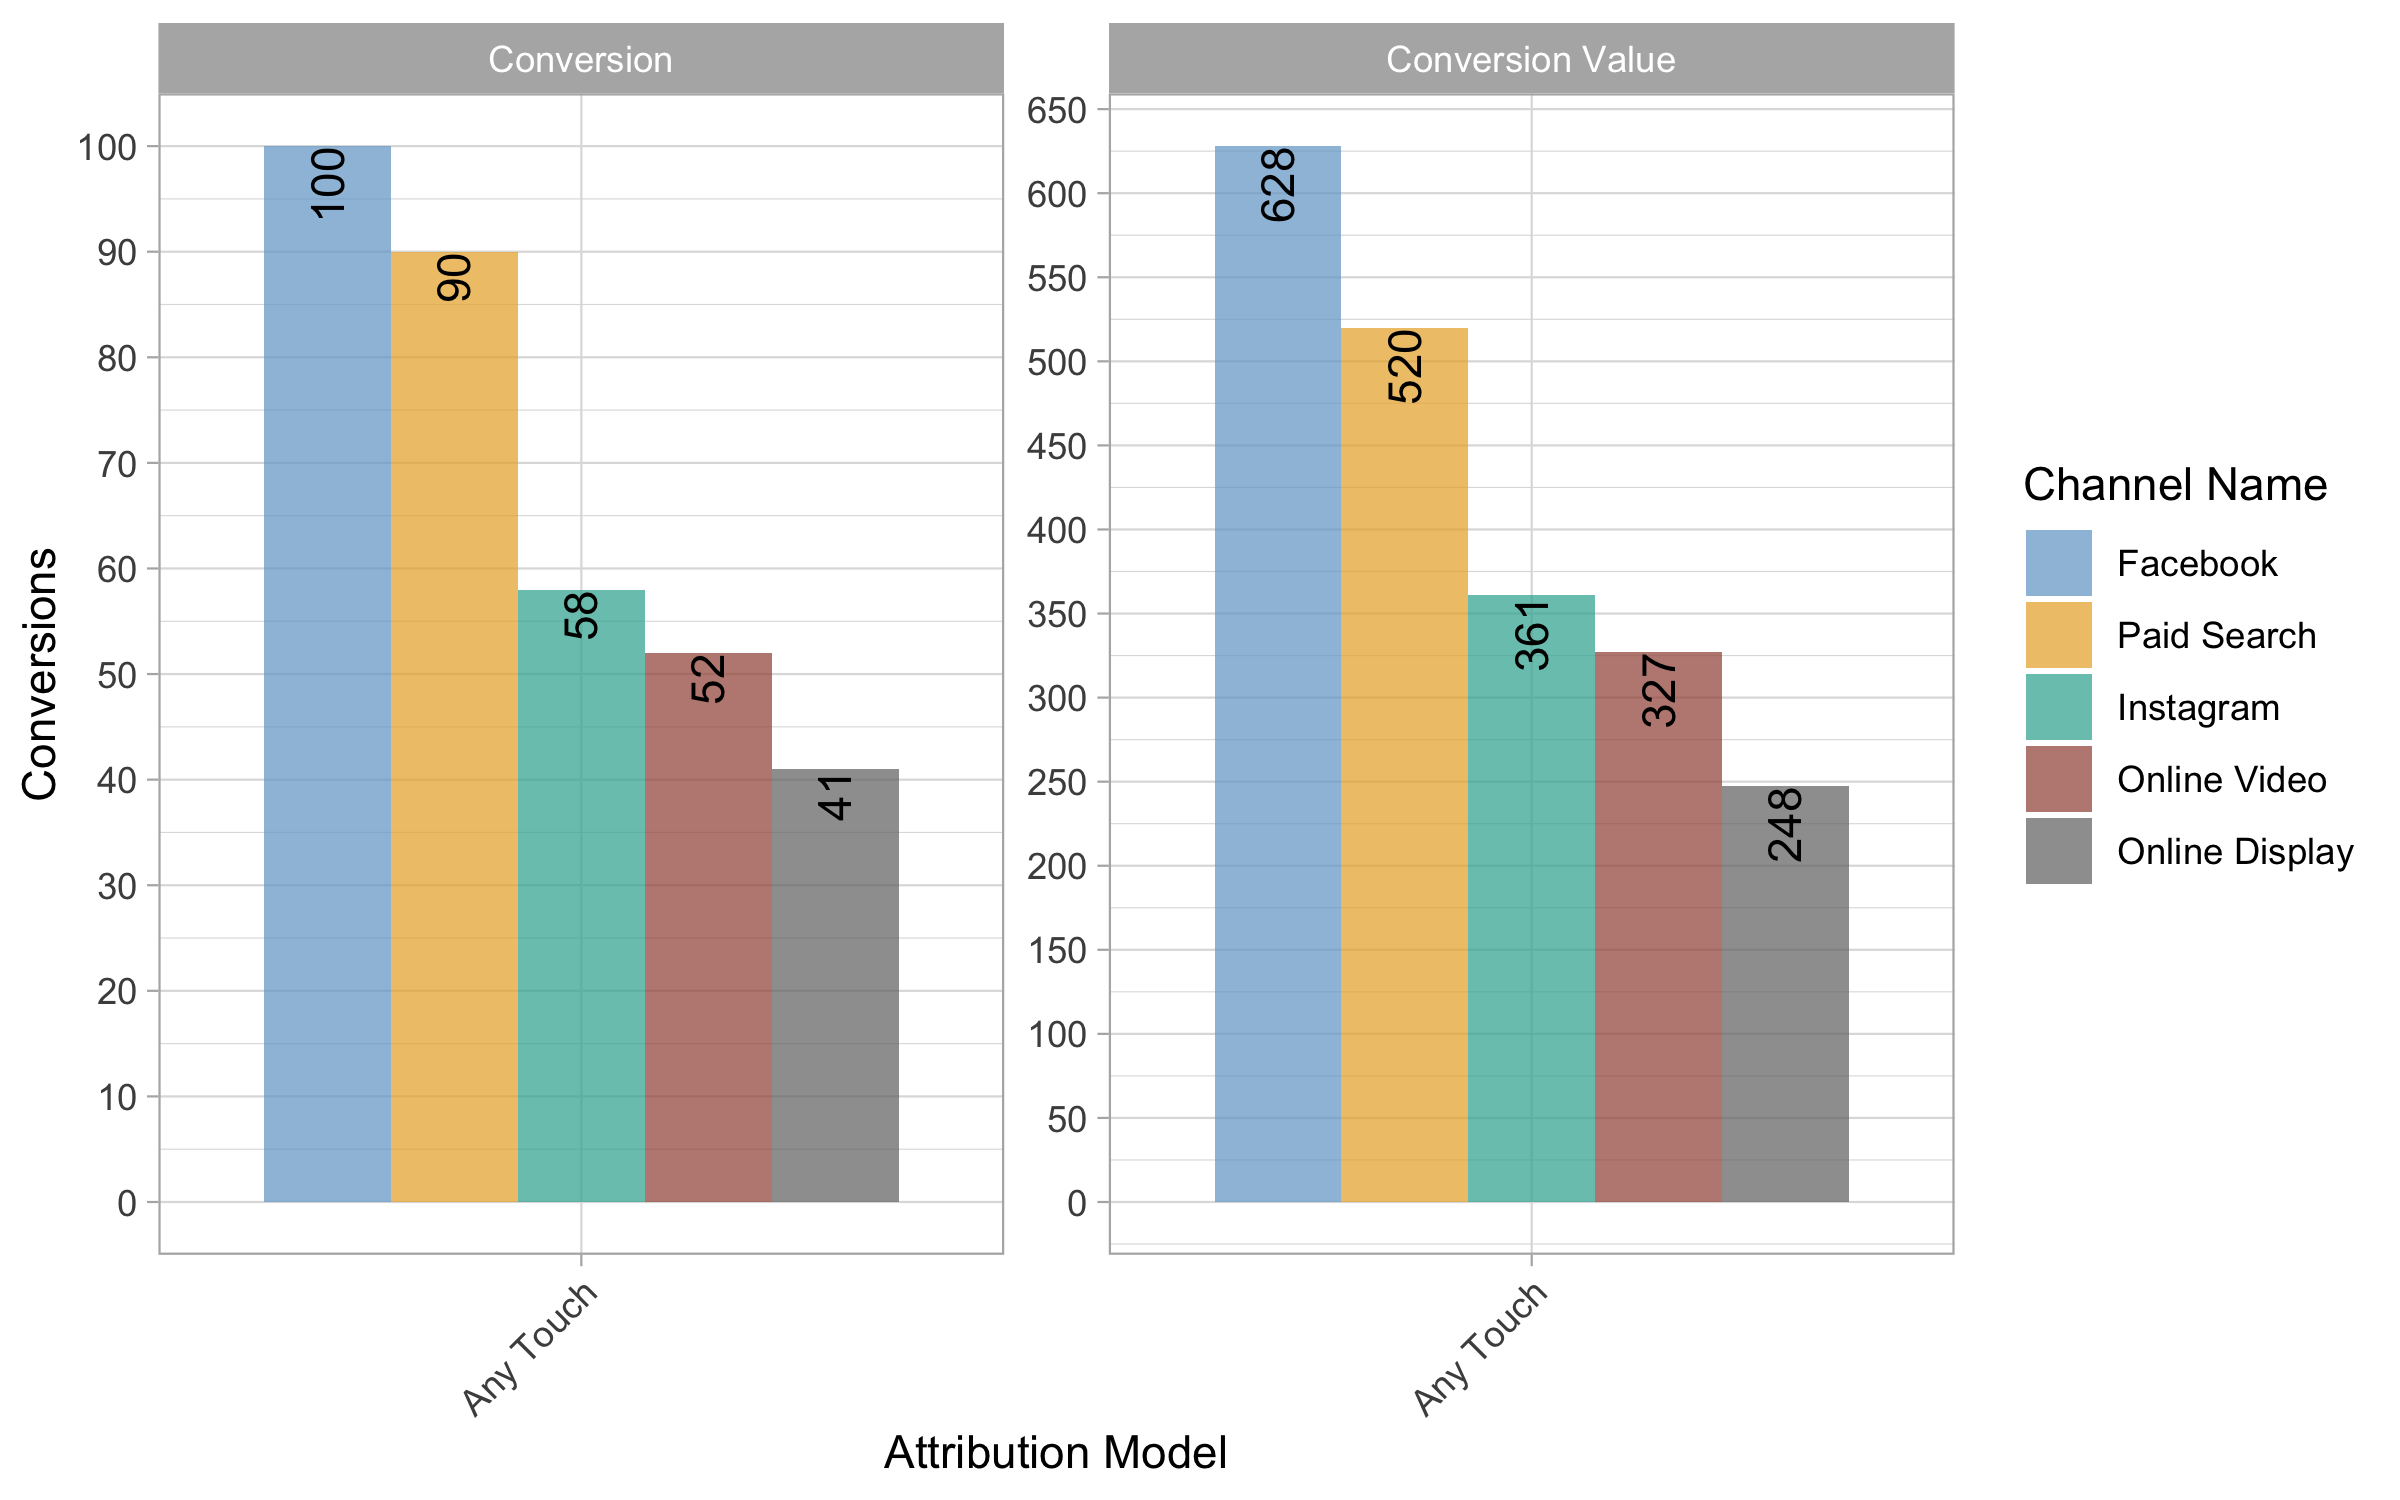 Conversion
Conversion Value
Conversions
100
90
80
70
60
50
40
30
20
10
0
100
90
58
52
41
Any Touch
650
600
550
500
450
400
350
300
250
200
150
100
50
0
628
520
361
327
248
Any Touch
Attribution Model
Channel Name
Facebook
Paid Search
Instagram
Online Video
Online Display